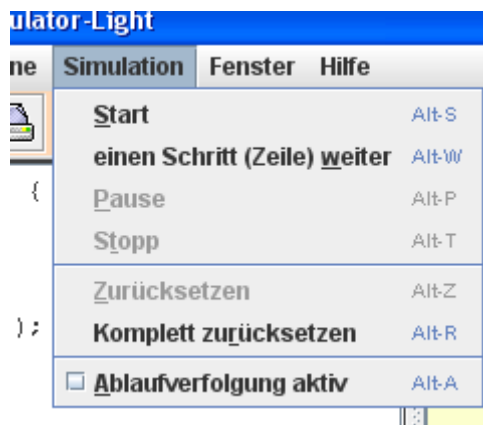 ulator-Light
ne Simulation Fenster Hilfe
Start Alt-S
einen Schritt (Zeile) weiter Alt-W
{
Pause Alt-P
Stopp Alt-T
Zurücksetzen Alt-Z
); Komplett zurücksetzen Alt-R
Ablaufverfolgung aktiv Alt-A